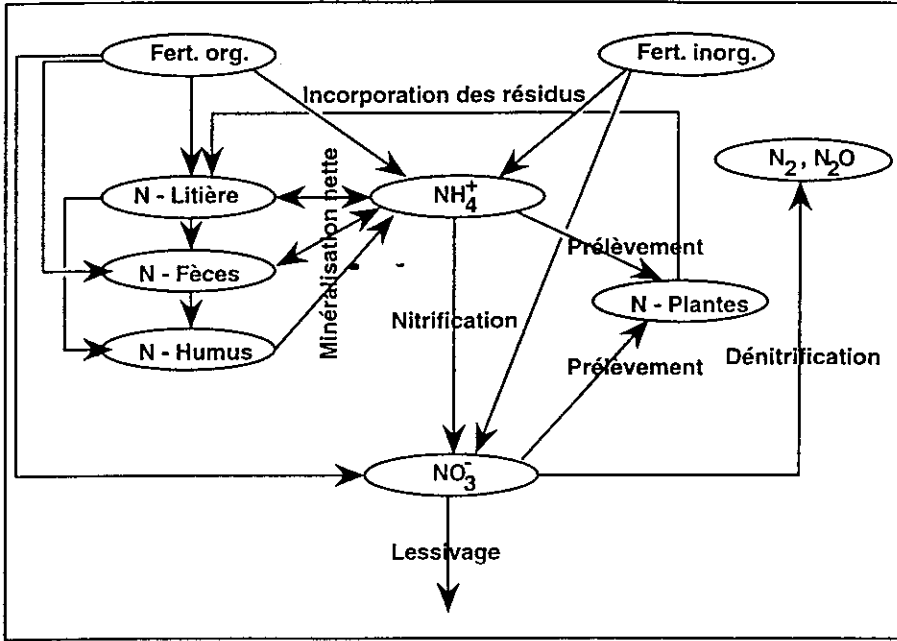 Fert. org.
Fert. inorg.
Incorporation des résidus
N₂, N₂O
N - Litière
NH₄⁺
Minéralisation nette
Prélèvement
N - Fèces
N - Plantes
Nitrification
N - Humus
Prélèvement
Dénitrification
NO₃⁻
Lessivage